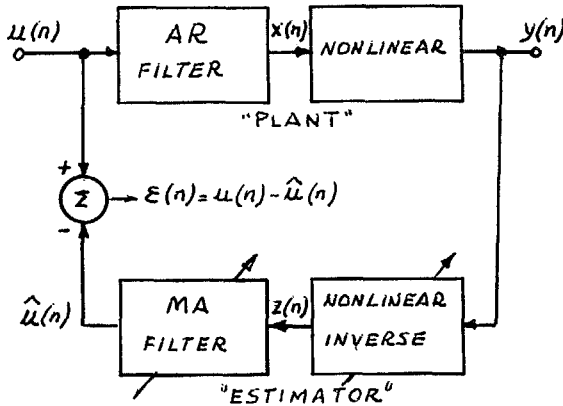 u(n)
AR
FILTER
x(n)
NONLINEAR
y(n)
"PLANT"
+
Σ
ε(n) = u(n) - û(n)
-
û(n)
MA
FILTER
z(n)
NONLINEAR
INVERSE
"ESTIMATOR"